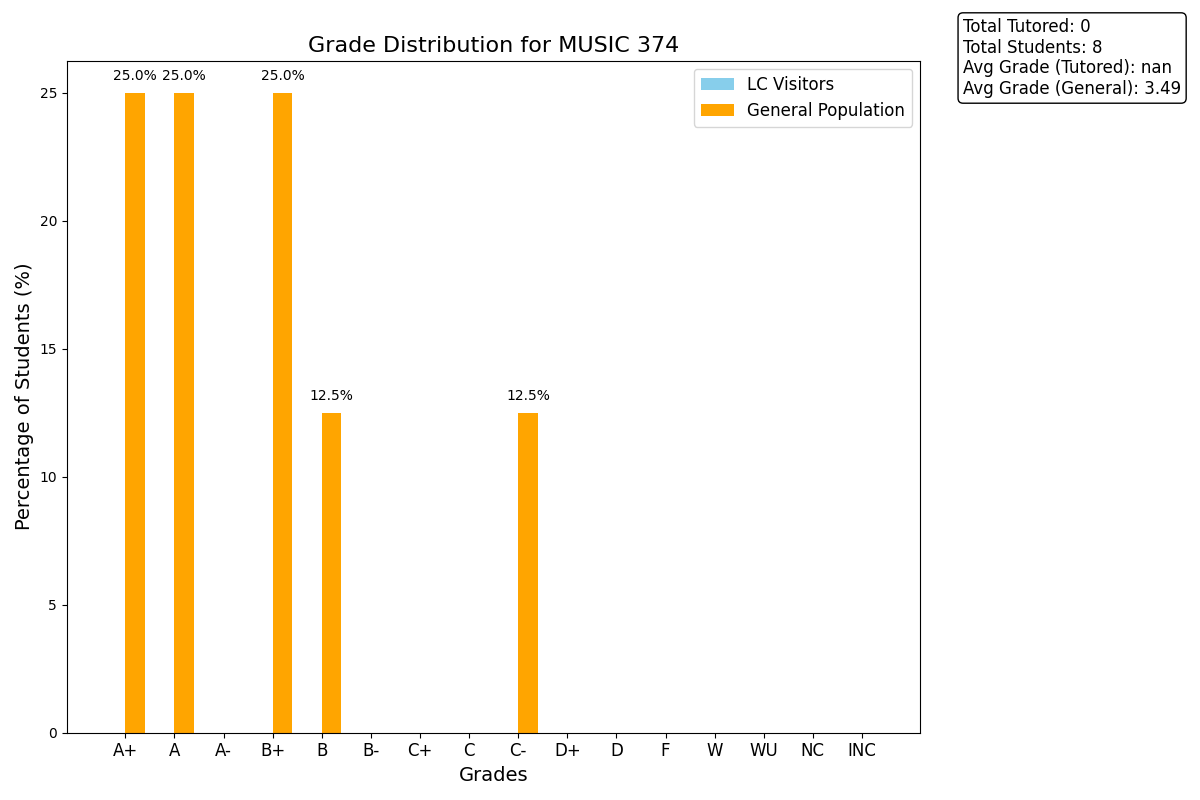 Grade Distribution for MUSIC 374
Total Tutored: 0
Total Students: 8
Avg Grade (Tutored): nan
Avg Grade (General): 3.49
LC Visitors
General Population
25.0% 25.0% 25.0% 12.5% 12.5%
Percentage of Students (%)
25
20
15
10
5
0
A+ A A- B+ B B- C+ C C- D+ D F W WU NC INC
Grades